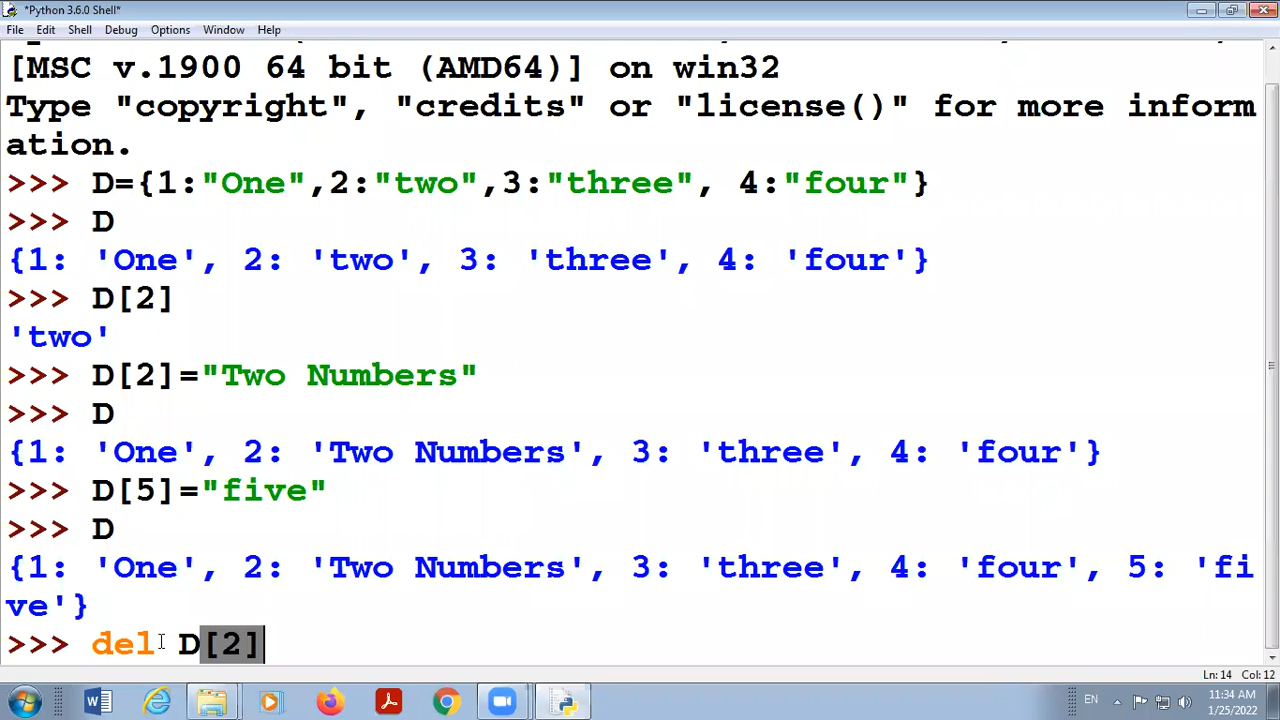 *Python 3.6.0 Shell*
File Edit Shell Debug Options Window Help
[MSC v.1900 64 bit (AMD64)] on win32
Type "copyright", "credits" or "license()" for more inform
ation.
>>> D={1:"One",2:"two",3:"three", 4:"four"}
>>> D
{1: 'One', 2: 'two', 3: 'three', 4: 'four'}
>>> D[2]
'two'
>>> D[2]="Two Numbers"
>>> D
{1: 'One', 2: 'Two Numbers', 3: 'three', 4: 'four'}
>>> D[5]="five"
>>> D
{1: 'One', 2: 'Two Numbers', 3: 'three', 4: 'four', 5: 'fi
ve'}
>>> del D[2]
Ln: 14 Col: 12
EN 11:34 AM
1/25/2022